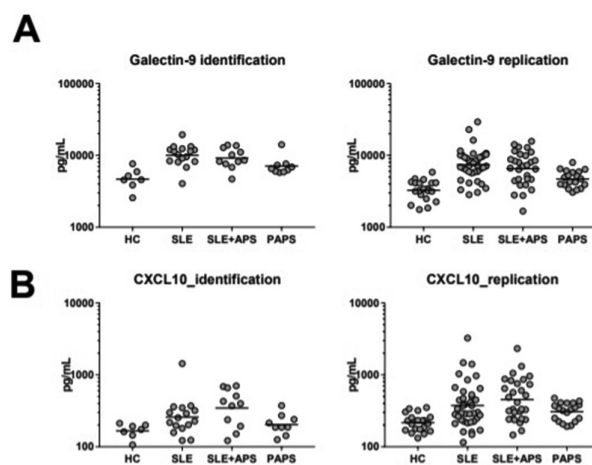 A
Galectin-9 identification
100000
10000
1000
pg/mL
HC SLE SLE+APS PAPS
Galectin-9 replication
100000
10000
1000
pg/mL
HC SLE SLE+APS PAPS
B
CXCL10_identification
10000
1000
100
pg/mL
HC SLE SLE+APS PAPS
CXCL10_replication
10000
1000
100
pg/mL
HC SLE SLE+APS PAPS